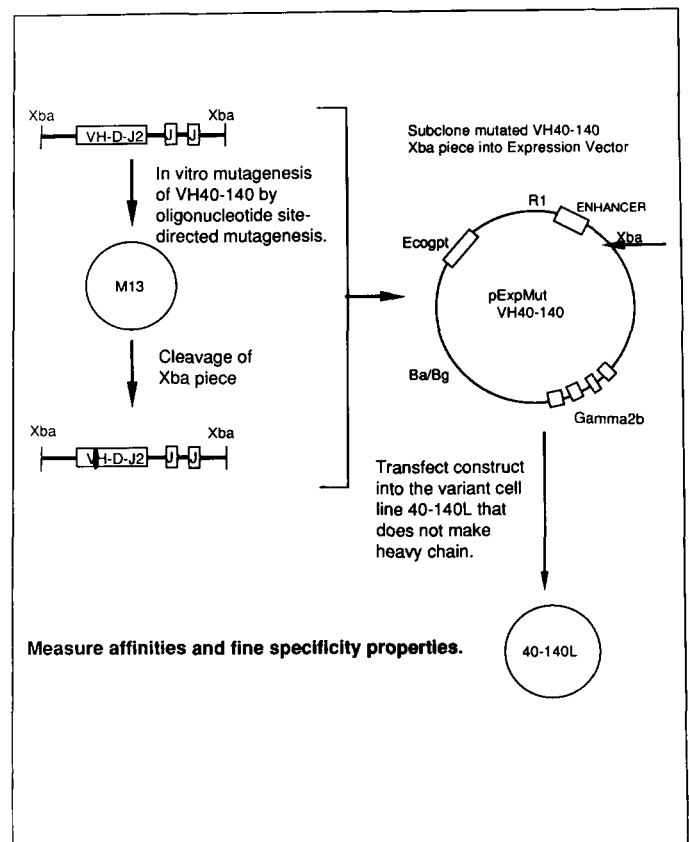 Xba
Xba
VH-D-J2
J
J
In vitro mutagenesis
of VH40-140 by
oligonucleotide site-
directed mutagenesis.
M13
Cleavage of
Xba piece
Xba
Xba
VH-D-J2
J
J
Subclone mutated VH40-140
Xba piece into Expression Vector
R1
ENHANCER
Xba
Ecogpt
pExpMut
VH40-140
Ba/Bg
Gamma2b
Transfect construct
into the variant cell
line 40-140L that
does not make
heavy chain.
40-140L
Measure affinities and fine specificity properties.